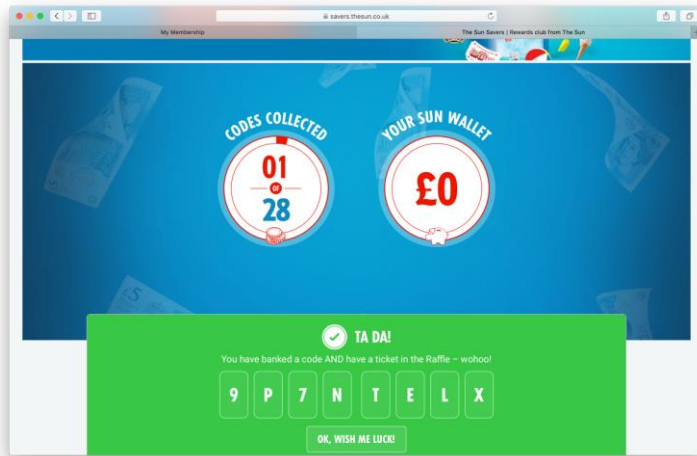 savers.thesun.co.uk
My Membership
The Sun Savers | Rewards club from The Sun
CODES COLLECTED
01
OF
28
YOUR SUN WALLET
£0
£5
TA DA!
You have banked a code AND have a ticket in the Raffle – wohoo!
9 P 7 N T E L X
OK, WISH ME LUCK!